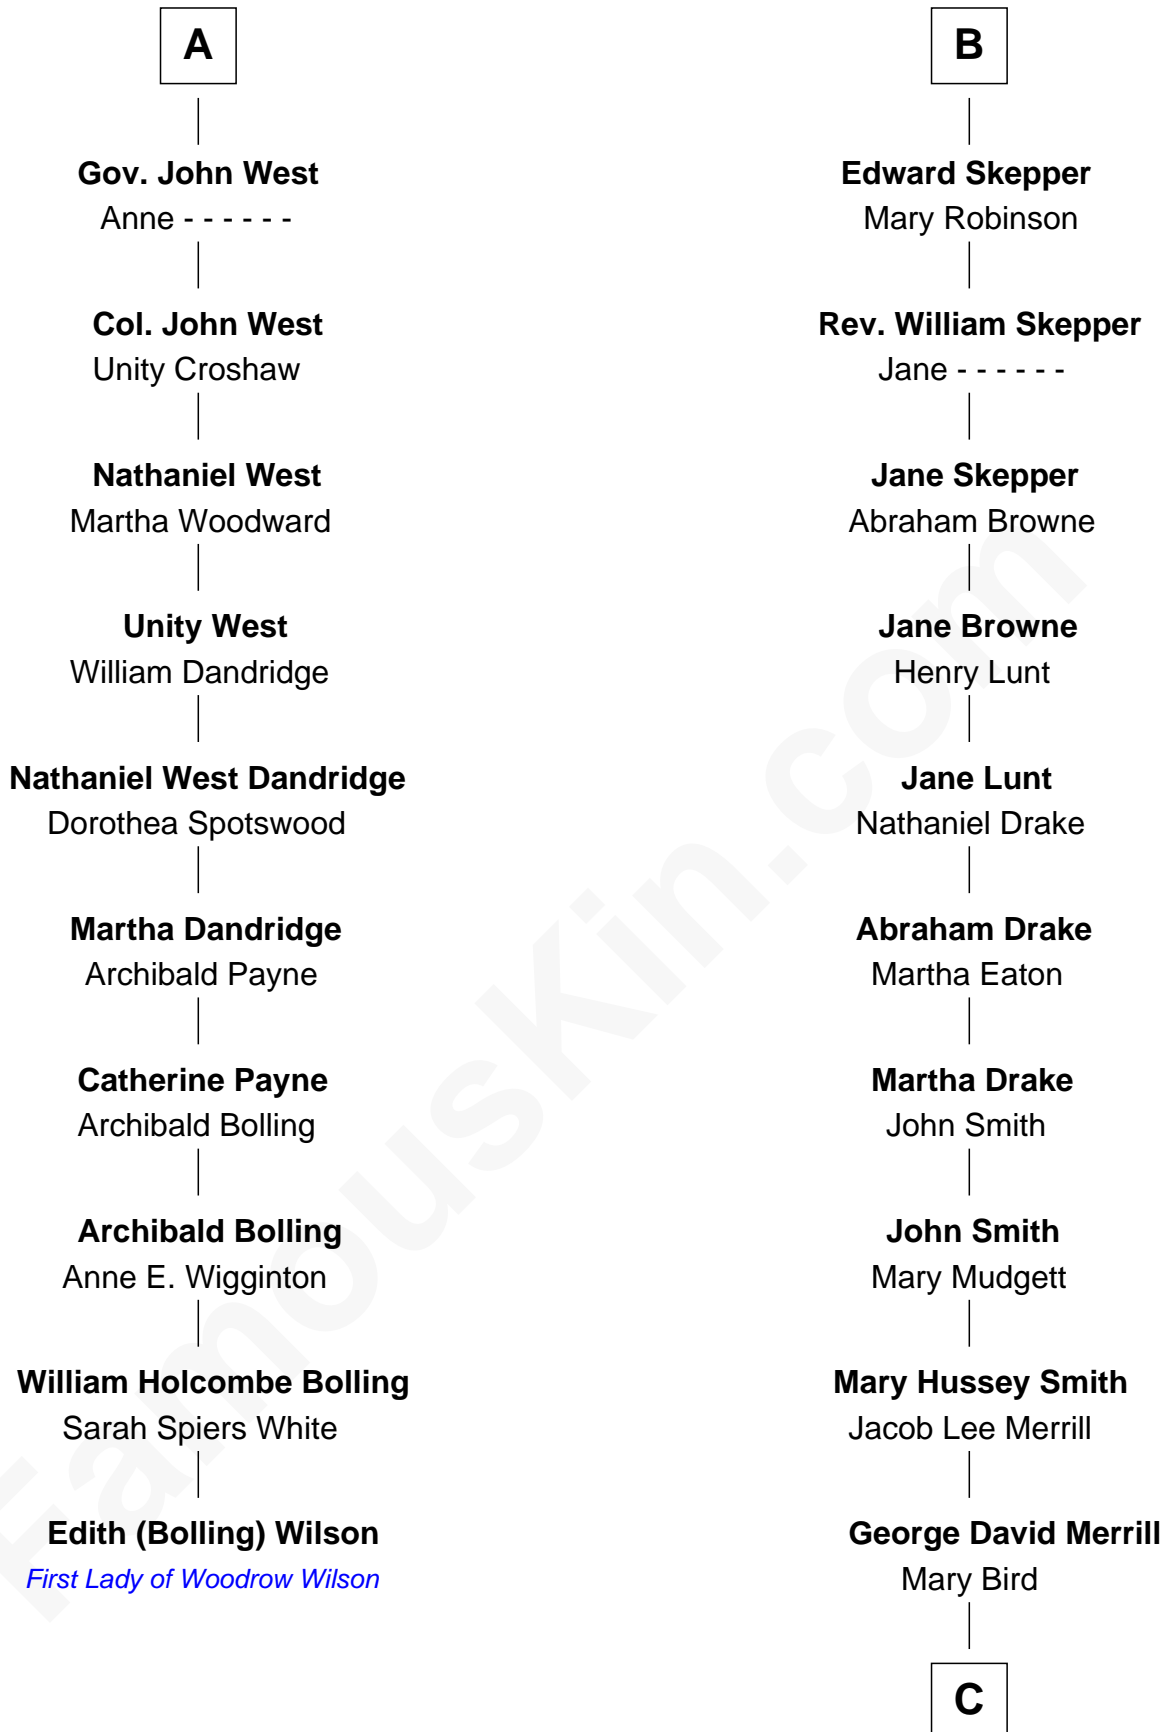 A
Gov. John West
Anne - - - - - -
Col. John West
Unity Croshaw
Nathaniel West
Martha Woodward
Unity West
William Dandridge
Nathaniel West Dandridge
Dorothea Spotswood
Martha Dandridge
Archibald Payne
Catherine Payne
Archibald Bolling
Archibald Bolling
Anne E. Wigginton
William Holcombe Bolling
Sarah Spiers White
Edith (Bolling) Wilson
First Lady of Woodrow Wilson
B
Edward Skepper
Mary Robinson
Rev. William Skepper
Jane - - - - - -
Jane Skepper
Abraham Browne
Jane Browne
Henry Lunt
Jane Lunt
Nathaniel Drake
Abraham Drake
Martha Eaton
Martha Drake
John Smith
John Smith
Mary Mudgett
Mary Hussey Smith
Jacob Lee Merrill
George David Merrill
Mary Bird
C
FamousKin.com